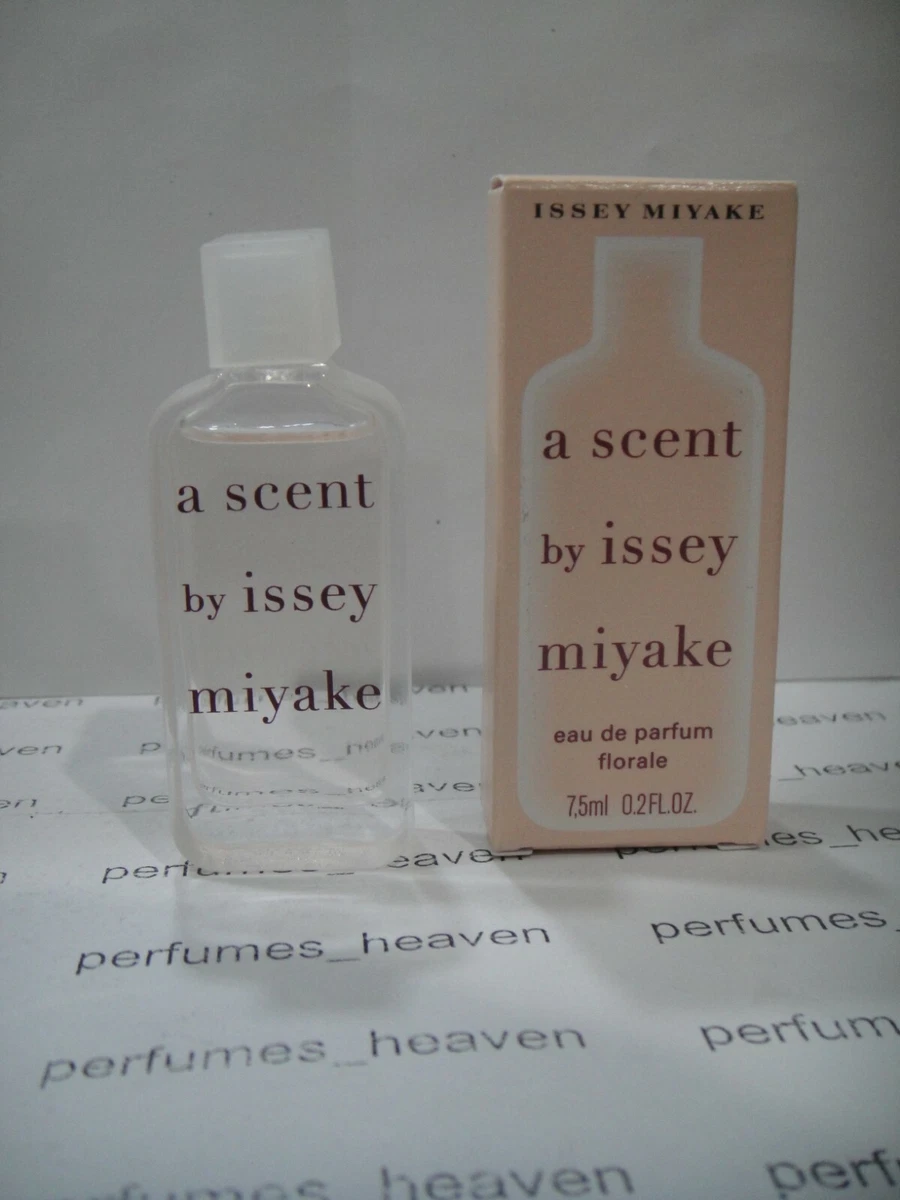 ISSEY MIYAKE
a scent
by issey
miyake
eau de parfum
florale
7,5ml 0.2FL.OZ.
a scent
by issey
miyake
perfumes_heaven
perfumes_heaven